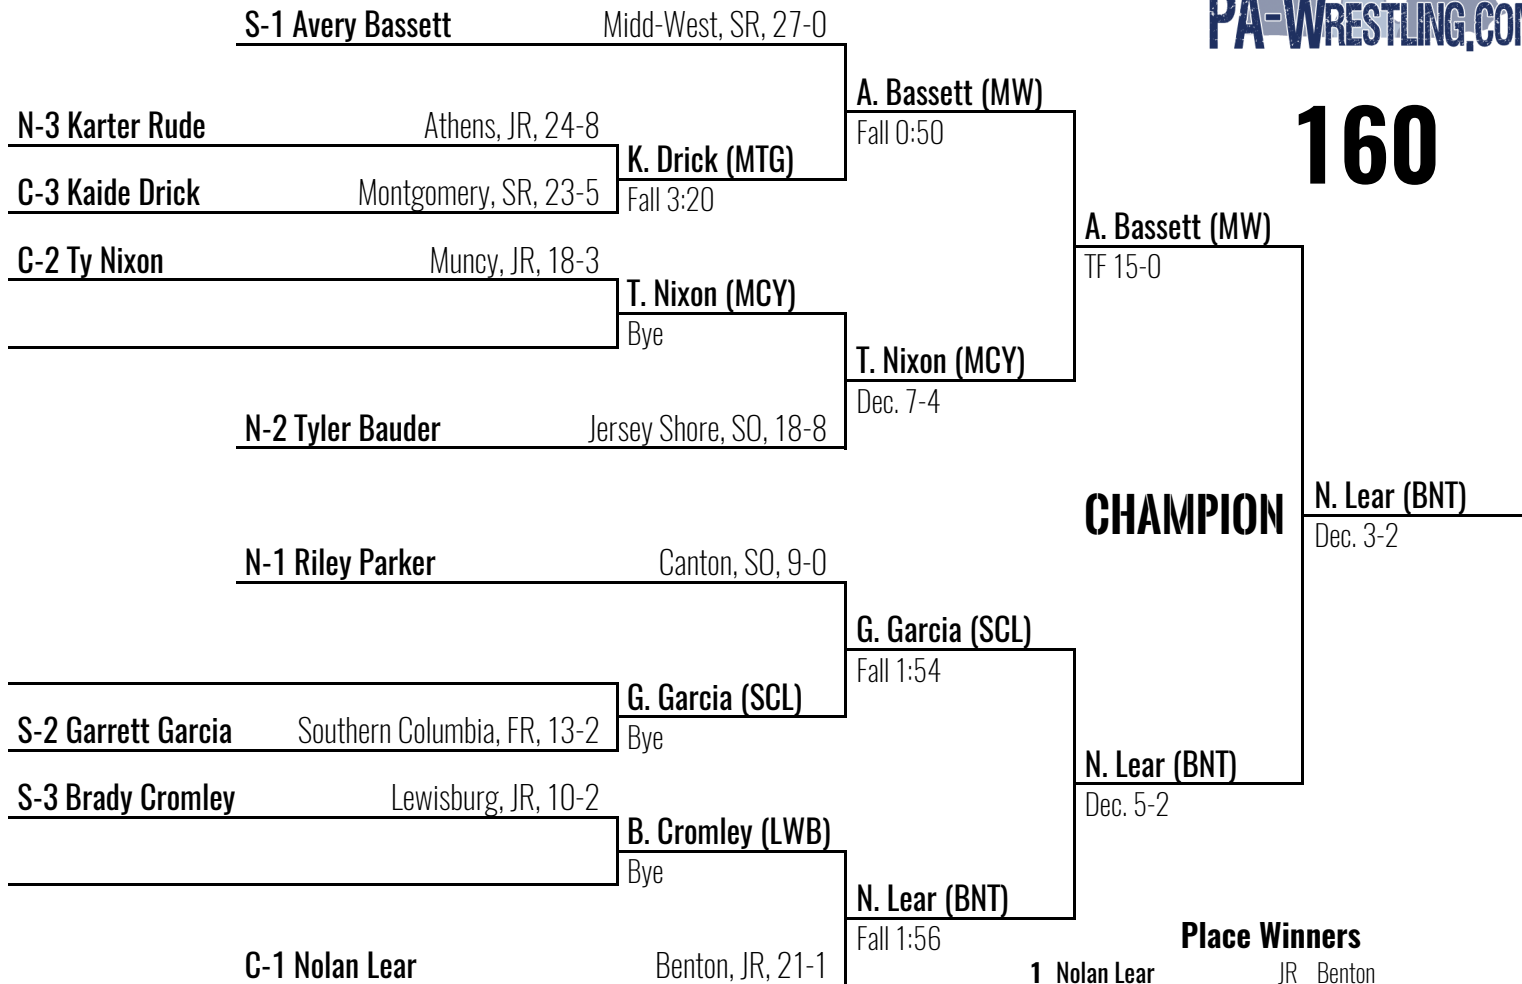 PA-WRESTLING.CO
160
S-1 Avery Bassett Midd-West, SR, 27-0
A. Bassett (MW)
Fall 0:50
N-3 Karter Rude Athens, JR, 24-8
K. Drick (MTG)
Fall 3:20
C-3 Kaide Drick Montgomery, SR, 23-5
A. Bassett (MW)
TF 15-0
C-2 Ty Nixon Muncy, JR, 18-3
T. Nixon (MCY)
Bye
T. Nixon (MCY)
Dec. 7-4
N-2 Tyler Bauder Jersey Shore, SO, 18-8
CHAMPION
N. Lear (BNT)
Dec. 3-2
N-1 Riley Parker Canton, SO, 9-0
G. Garcia (SCL)
Fall 1:54
G. Garcia (SCL)
Bye
S-2 Garrett Garcia Southern Columbia, FR, 13-2
N. Lear (BNT)
Dec. 5-2
S-3 Brady Cromley Lewisburg, JR, 10-2
B. Cromley (LWB)
Bye
N. Lear (BNT)
Fall 1:56
C-1 Nolan Lear Benton, JR, 21-1
Place Winners
1 Nolan Lear JR Benton